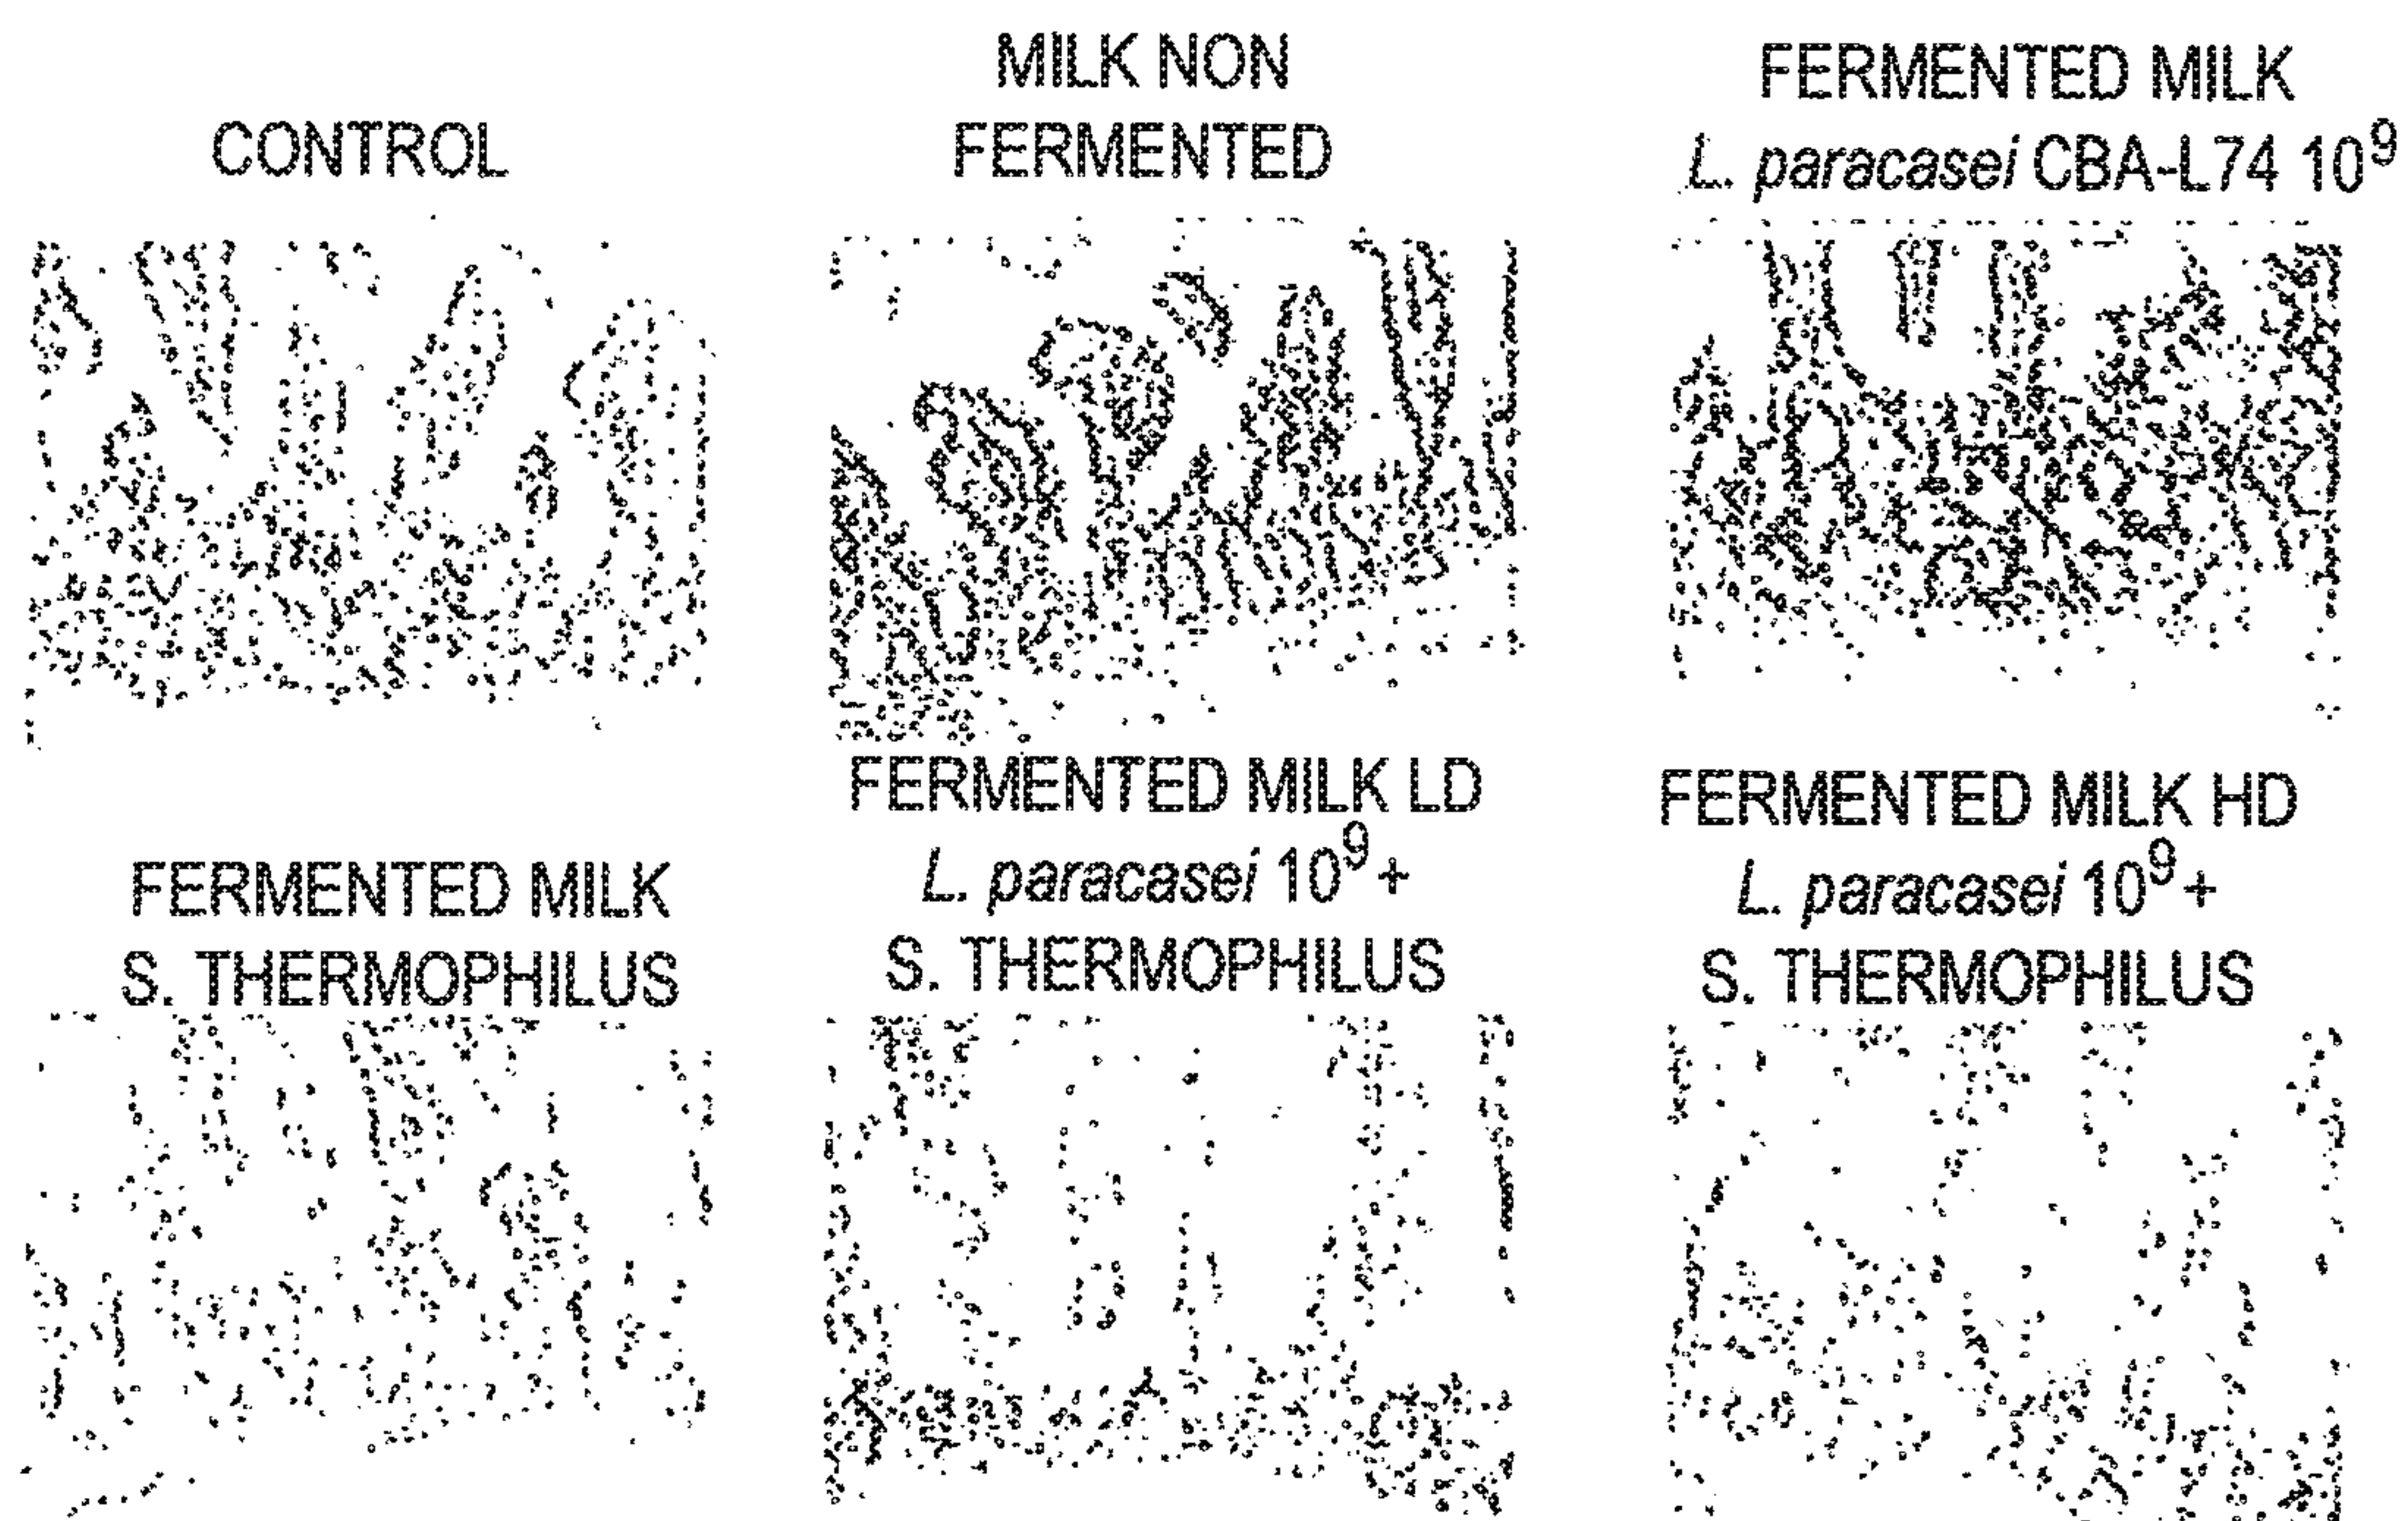 CONTROL
MILK NON
FERMENTED
FERMENTED MILK
L. paracasei CBA-L74 10⁹
FERMENTED MILK
S. THERMOPHILUS
FERMENTED MILK LD
L. paracasei 10⁹+
S. THERMOPHILUS
FERMENTED MILK HD
L. paracasei 10⁹+
S. THERMOPHILUS